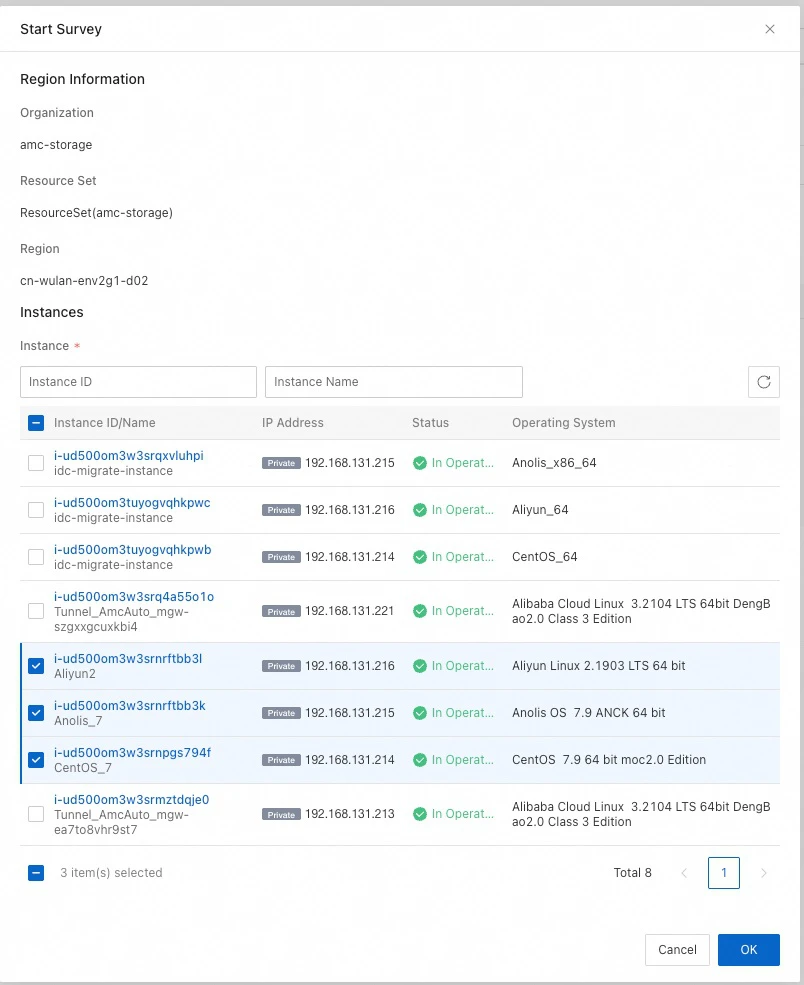 Start Survey
Region Information
Organization
amc-storage
Resource Set
ResourceSet(amc-storage)
Region
cn-wulan-env2g1-d02
Instances
Instance *
Instance ID Instance Name
Instance ID/Name IP Address Status Operating System
i-ud500om3w3srqxvluhpi
idc-migrate-instance
Private 192.168.131.215 In Operat... Anolis_x86_64
i-ud500om3tuyogvqhkpwc
idc-migrate-instance
Private 192.168.131.216 In Operat... Aliyun_64
i-ud500om3tuyogvqhkpwb
idc-migrate-instance
Private 192.168.131.214 In Operat... CentOS_64
i-ud500om3w3srq4a55o1o
Tunnel_AmcAuto_mgw-
szgxxgcuxkbi4
Private 192.168.131.221 In Operat... Alibaba Cloud Linux 3.2104 LTS 64bit DengB
ao2.0 Class 3 Edition
i-ud500om3w3srnrftbb3l
Aliyun2
Private 192.168.131.216 In Operat... Aliyun Linux 2.1903 LTS 64 bit
i-ud500om3w3srnrftbb3k
Anolis_7
Private 192.168.131.215 In Operat... Anolis OS 7.9 ANCK 64 bit
i-ud500om3w3srnpgs794f
CentOS_7
Private 192.168.131.214 In Operat... CentOS 7.9 64 bit moc2.0 Edition
i-ud500om3w3srmztdqje0
Tunnel_AmcAuto_mgw-
ea7to8vhr9st7
Private 192.168.131.213 In Operat... Alibaba Cloud Linux 3.2104 LTS 64bit DengB
ao2.0 Class 3 Edition
3 item(s) selected Total 8 1
Cancel OK